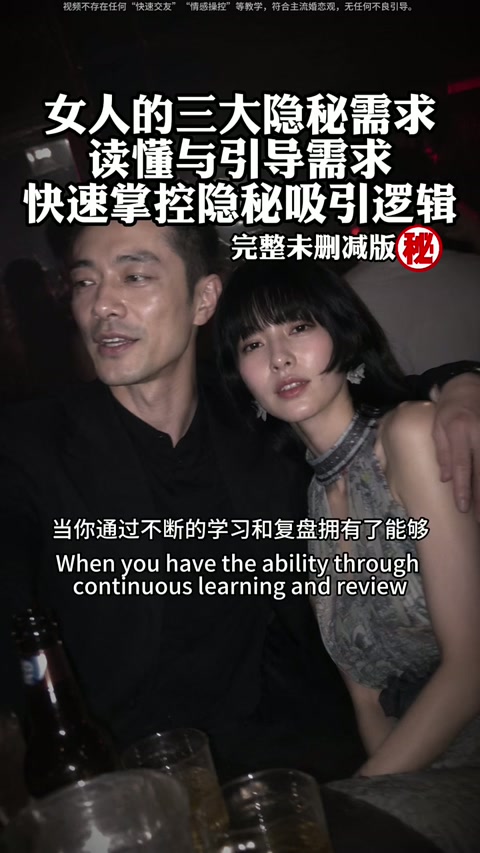 视频不存在任何“快速交友”“情感操控”等教学，符合主流婚恋观，无任何不良引导。
女人的三大隐秘需求
读懂与引导需求
快速掌控隐秘吸引逻辑
完整未删减版 秘
当你通过不断的学习和复盘拥有了能够
When you have the ability through
continuous learning and review